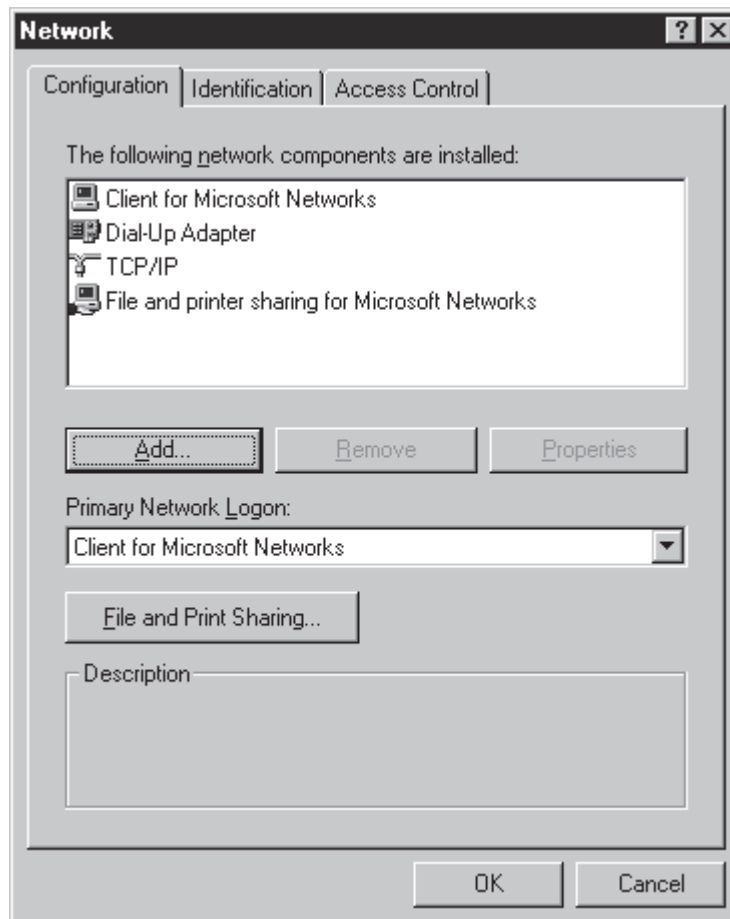 Network
Configuration Identification Access Control
The following network components are installed:
Client for Microsoft Networks
Dial-Up Adapter
TCP/IP
File and printer sharing for Microsoft Networks
Add... Remove Properties
Primary Network Logon:
Client for Microsoft Networks
File and Print Sharing...
Description
OK Cancel